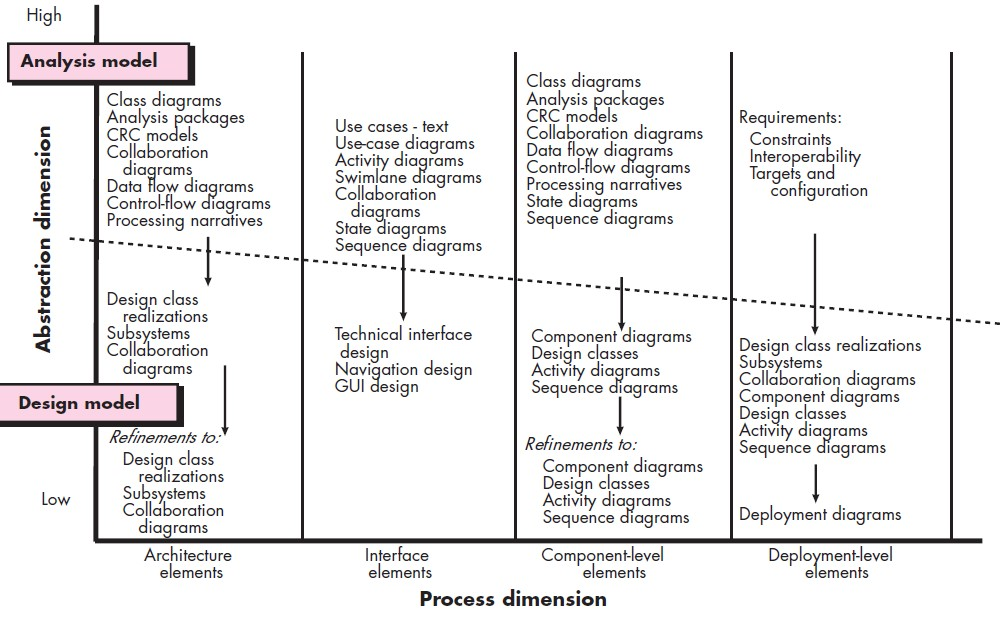 High
Analysis model
Abstraction dimension
Class diagrams
Analysis packages
CRC models
Collaboration
diagrams
Data flow diagrams
Control-flow diagrams
Processing narratives
Design class
realizations
Subsystems
Collaboration
diagrams
Design model
Refinements to:
Design class
realizations
Subsystems
Collaboration
diagrams
Low
Use cases - text
Use-case diagrams
Activity diagrams
Swimlane diagrams
Collaboration
diagrams
State diagrams
Sequence diagrams
Technical interface
design
Navigation design
GUI design
Class diagrams
Analysis packages
CRC models
Collaboration diagrams
Data flow diagrams
Control-flow diagrams
Processing narratives
State diagrams
Sequence diagrams
Component diagrams
Design classes
Activity diagrams
Sequence diagrams
Refinements to:
Component diagrams
Design classes
Activity diagrams
Sequence diagrams
Requirements:
Constraints
Interoperability
Targets and
configuration
Design class realizations
Subsystems
Collaboration diagrams
Component diagrams
Design classes
Activity diagrams
Sequence diagrams
Deployment diagrams
Architecture
elements
Interface
elements
Component-level
elements
Deployment-level
elements
Process dimension